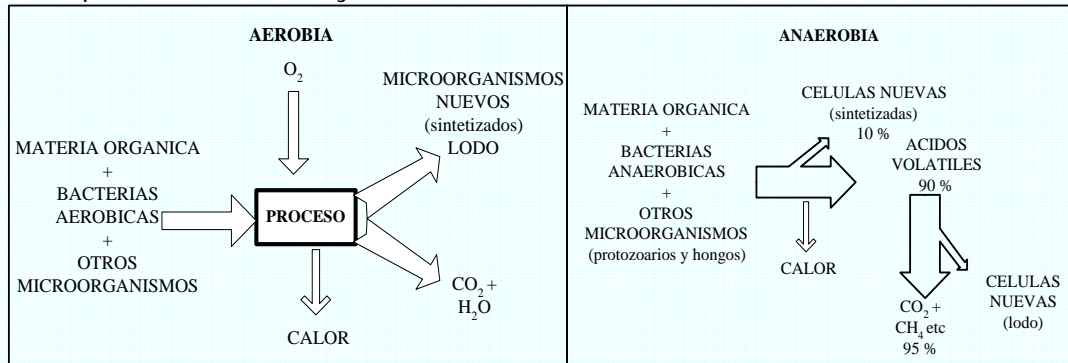 AEROBIA
O2
MICROORGANISMOS
NUEVOS
(sintetizados)
LODO
MATERIA ORGANICA
+
BACTERIAS
AEROBICAS
+
OTROS
MICROORGANISMOS
PROCESO
CO2 +
H2O
CALOR
ANAEROBIA
CELULAS NUEVAS
(sintetizadas)
10 %
MATERIA ORGANICA
+
BACTERIAS
ANAEROBICAS
+
OTROS
MICROORGANISMOS
(protozoarios y hongos)
ACIDOS
VOLATILES
90 %
CALOR
CELULAS
NUEVAS
(lodo)
CO2 +
CH4 etc
95 %